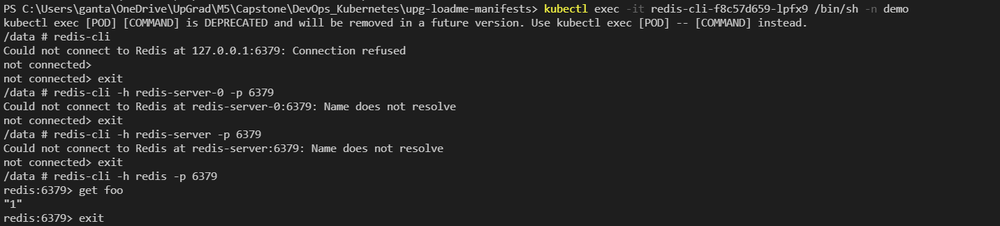 PS C:\Users\ganta\OneDrive\UpGrad\M5\Capstone\DevOps_Kubernetes\upg-loadme-manifests> kubectl exec -it redis-cli-f8c57d659-lpfx9 /bin/sh -n demo
kubectl exec [POD] [COMMAND] is DEPRECATED and will be removed in a future version. Use kubectl exec [POD] -- [COMMAND] instead.
/data # redis-cli
Could not connect to Redis at 127.0.0.1:6379: Connection refused
not connected>
not connected> exit
/data # redis-cli -h redis-server-0 -p 6379
Could not connect to Redis at redis-server-0:6379: Name does not resolve
not connected> exit
/data # redis-cli -h redis-server -p 6379
Could not connect to Redis at redis-server:6379: Name does not resolve
not connected> exit
/data # redis-cli -h redis -p 6379
redis:6379> get foo
"1"
redis:6379> exit